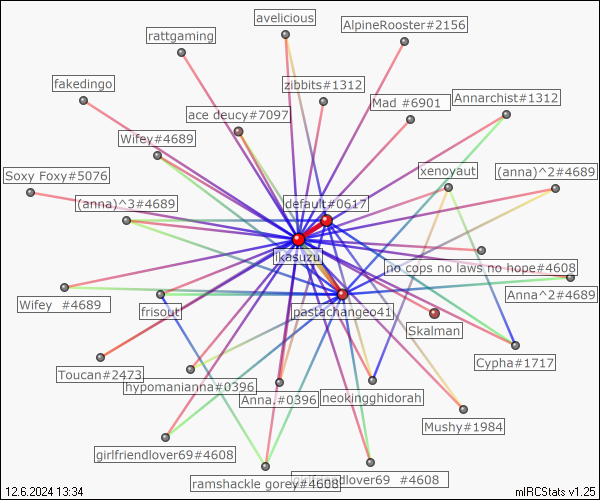 avelicious
AlpineRooster#2156
rattgaming
fakedingo
zibbits#1312
Mad #6901
Annarchist#1312
ace deucy#7097
Wifey#4689
Soxy Foxy#5076
xenoyaut
(anna)^2#4689
(anna)^3#4689
default#0617
ikasuzu
no cops no laws no hope#4608
Anna^2#4689
Wifey  #4689
frisout
pastachangeo41
Skalman
Toucan#2473
hypomanianna#0396
Anna.#0396
neokingghidorah
Cypha#1717
Mushy#1984
girlfriendlover69#4608
ramshackle gorey#4608
girlfriendlover69  #4608
12.6.2024 13:34
mIRCStats v1.25